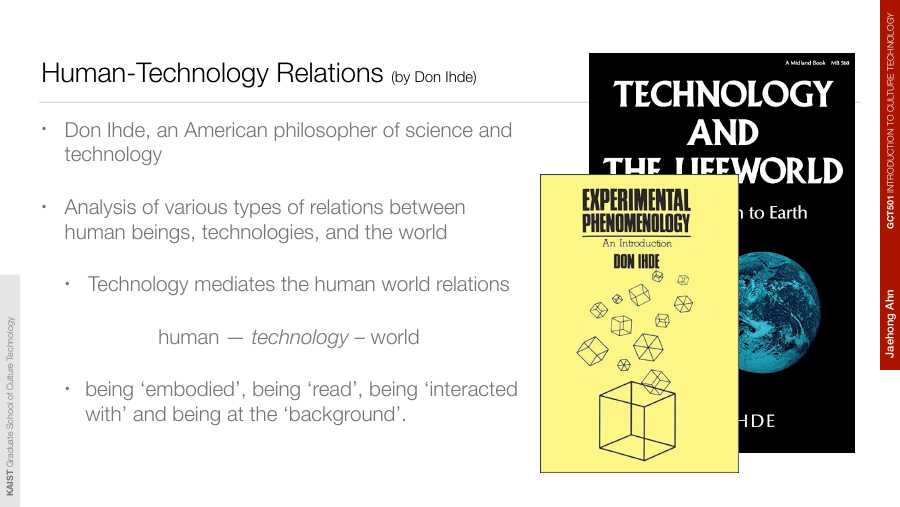 Human-Technology Relations (by Don Ihde)
• Don Ihde, an American philosopher of science and
technology
• Analysis of various types of relations between
human beings, technologies, and the world
• Technology mediates the human world relations
human — technology – world
• being ‘embodied’, being ‘read’, being ‘interacted
with’ and being at the ‘background’.
A Midland Book MB 568
TECHNOLOGY
AND
THE LIFEWORLD
to Earth
EXPERIMENTAL
PHENOMENOLOGY
An Introduction
DON IHDE
HDE
GCT501 INTRODUCTION TO CULTURE TECHNOLOGY
Jaehong Ahn
KAIST Graduate School of Culture Technology